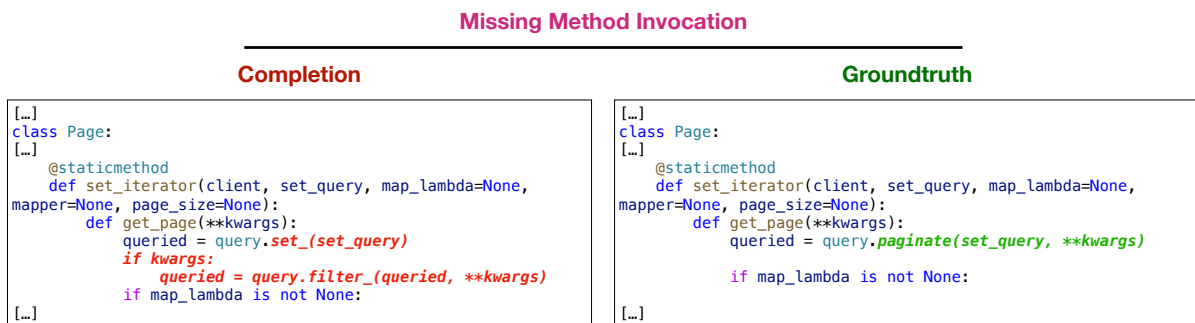 Missing Method Invocation
Completion
[…]
class Page:
[…]
    @staticmethod
    def set_iterator(client, set_query, map_lambda=None,
mapper=None, page_size=None):
        def get_page(**kwargs):
            queried = query.set_(set_query)
            if kwargs:
                queried = query.filter_(queried, **kwargs)
            if map_lambda is not None:
[…]
Groundtruth
[…]
class Page:
[…]
    @staticmethod
    def set_iterator(client, set_query, map_lambda=None,
mapper=None, page_size=None):
        def get_page(**kwargs):
            queried = query.paginate(set_query, **kwargs)
            if map_lambda is not None:
[…]